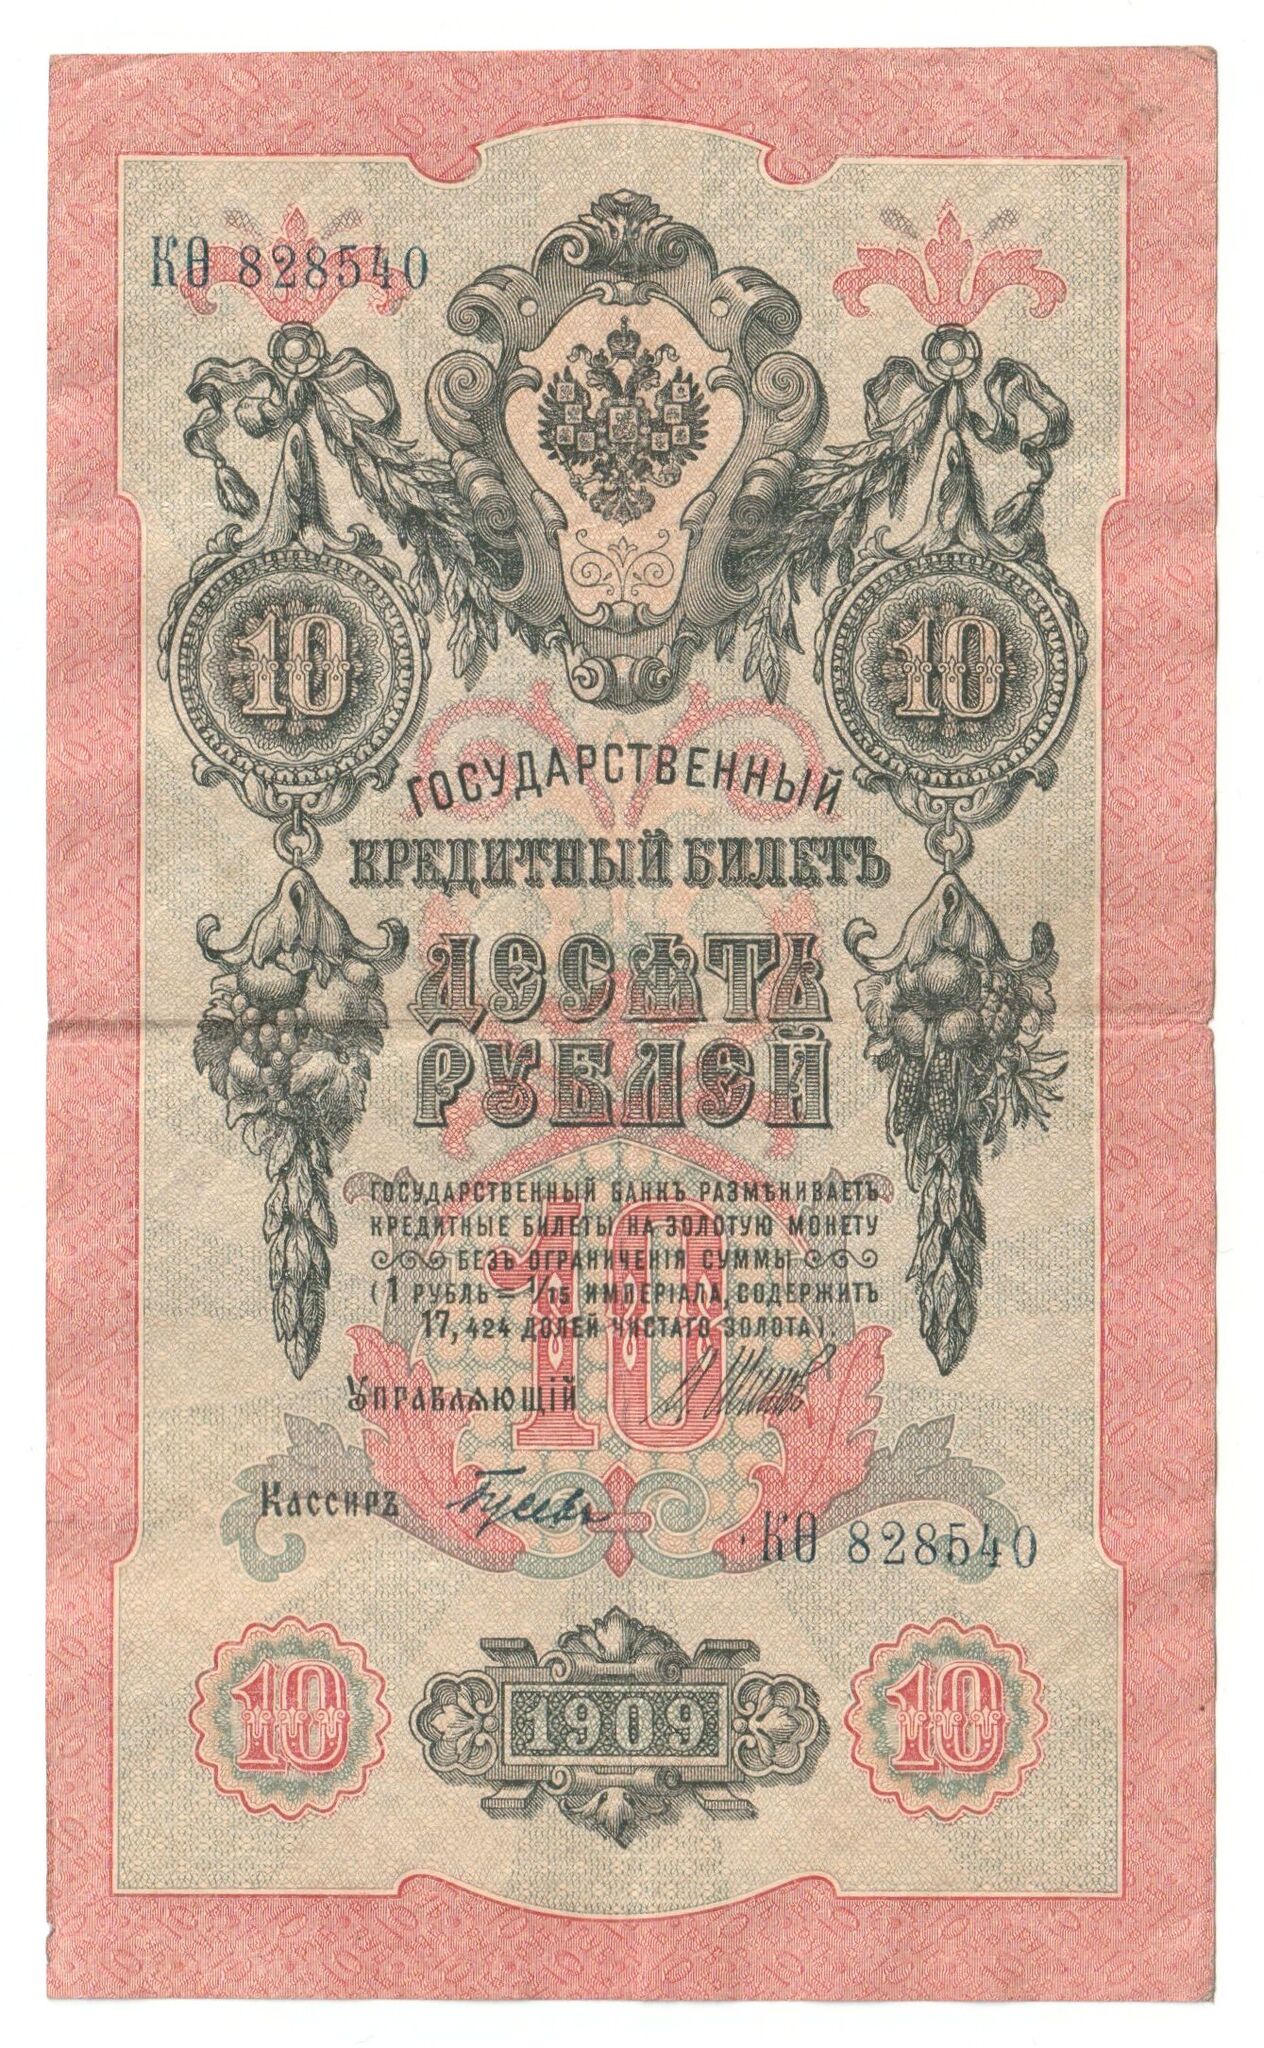 КѲ 828540
10 10
ГОСУДАРСТВЕННЫЙ
КРЕДИТНЫЙ БИЛЕТЪ
ДЕСЯТЬ
РУБЛЕЙ
ГОСУДАРСТВЕННЫЙ БАНКЪ РАЗМѢНИВАЕТЪ
КРЕДИТНЫЕ БИЛЕТЫ НА ЗОЛОТУЮ МОНЕТУ
БЕЗЪ ОГРАНИЧЕНІЯ СУММЫ
(1 РУБЛЬ = 1/15 ИМПЕРІАЛА, СОДЕРЖИТЪ
17,424 ДОЛЕЙ ЧИСТАГО ЗОЛОТА).
10
Управляющій
Кассиръ Гусевъ
КѲ 828540
10 1909 10